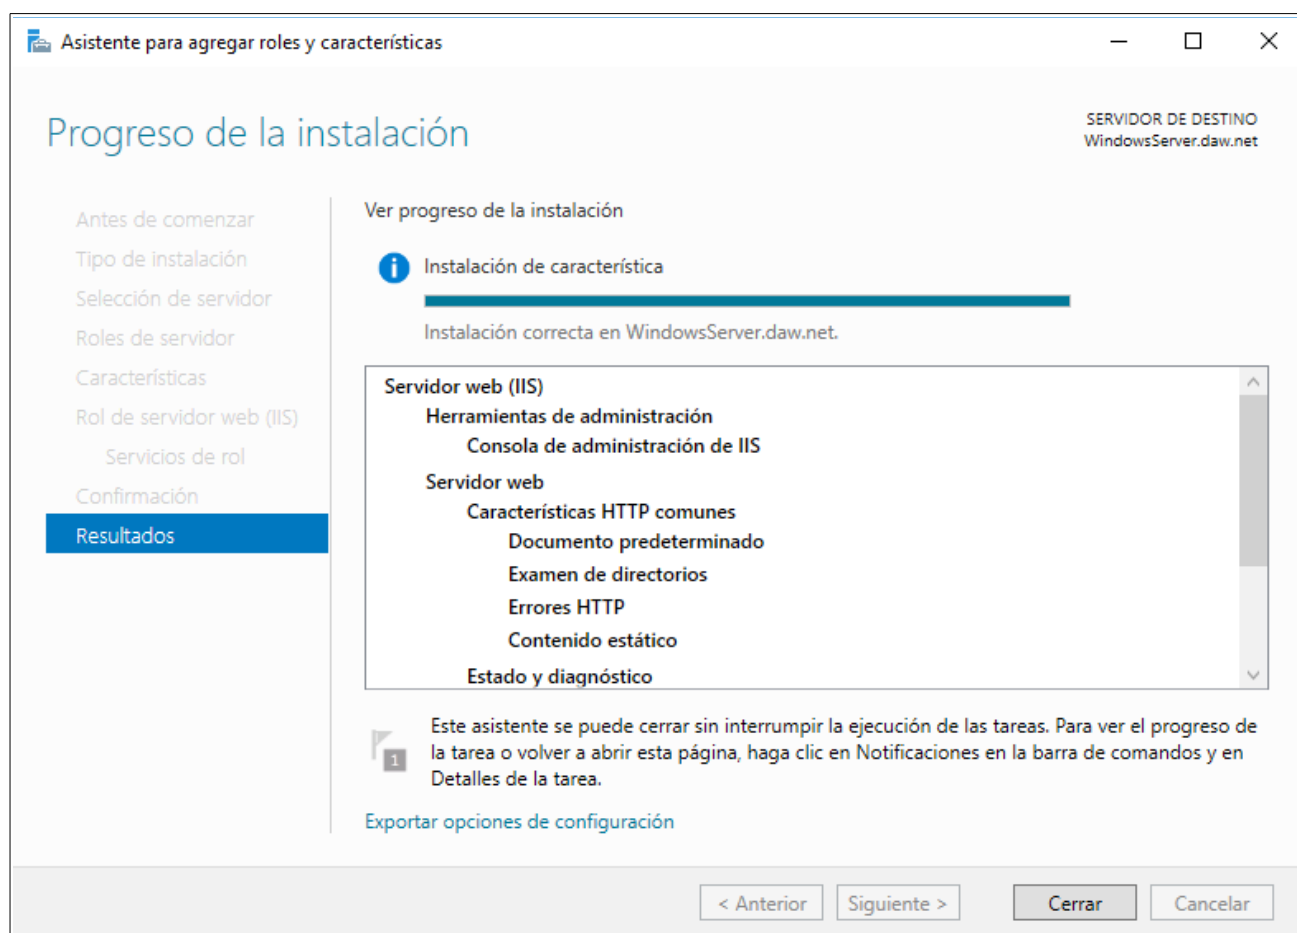 Asistente para agregar roles y características
Progreso de la instalación
SERVIDOR DE DESTINO
WindowsServer.daw.net
Antes de comenzar
Tipo de instalación
Selección de servidor
Roles de servidor
Características
Rol de servidor web (IIS)
Servicios de rol
Confirmación
Resultados
Ver progreso de la instalación
Instalación de característica
Instalación correcta en WindowsServer.daw.net.
Servidor web (IIS)
Herramientas de administración
Consola de administración de IIS
Servidor web
Características HTTP comunes
Documento predeterminado
Examen de directorios
Errores HTTP
Contenido estático
Estado y diagnóstico
1
Este asistente se puede cerrar sin interrumpir la ejecución de las tareas. Para ver el progreso de
la tarea o volver a abrir esta página, haga clic en Notificaciones en la barra de comandos y en
Detalles de la tarea.
Exportar opciones de configuración
< Anterior
Siguiente >
Cerrar
Cancelar